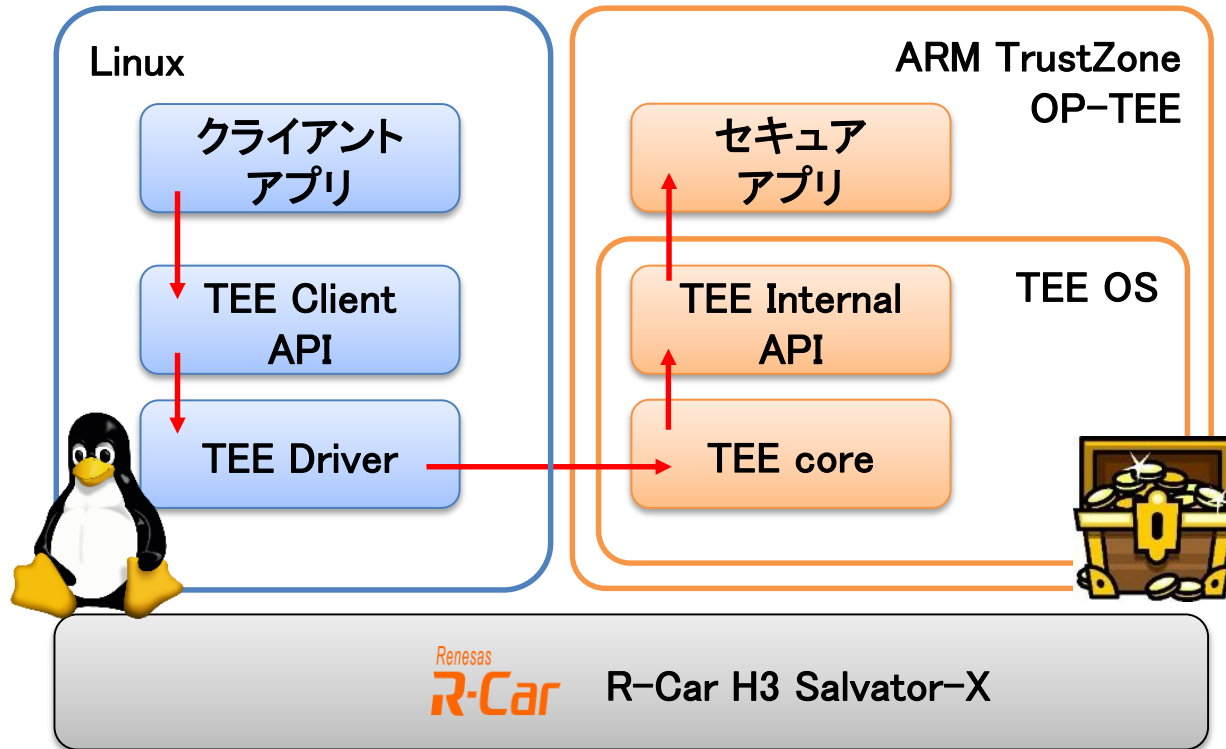 Linux
クライアント
アプリ
TEE Client
API
TEE Driver
ARM TrustZone
OP-TEE
セキュア
アプリ
TEE OS
TEE Internal
API
TEE core
Renesas
R-Car
R-Car H3 Salvator-X